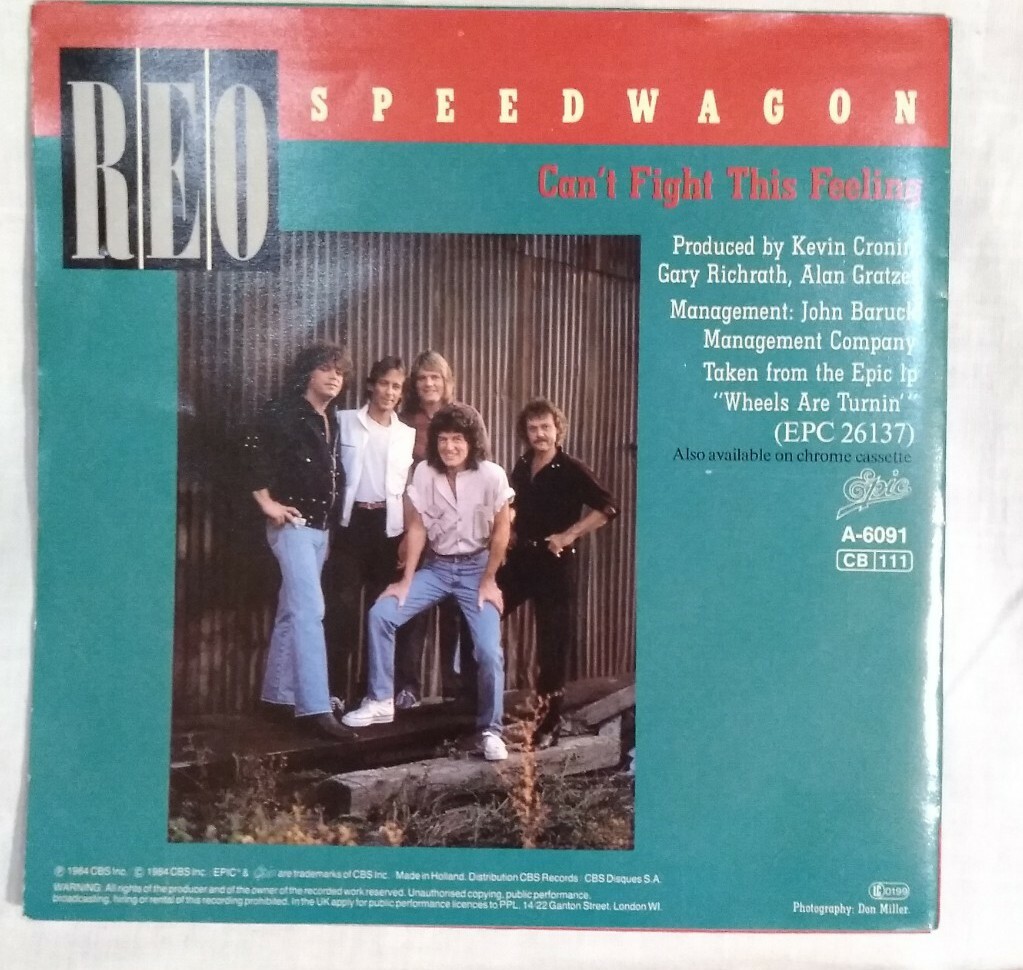 REO
SPEEDWAGON
Can't Fight This Feeling
Produced by Kevin Cronin
Gary Richrath, Alan Gratzer
Management: John Baruck
Management Company
Taken from the Epic lp
"Wheels Are Turnin'"
(EPC 26137)
Also available on chrome cassette
Epic
A-6091
CB 111
℗ 1984 CBS Inc. © 1984 CBS Inc. EPIC® & Epic are trademarks of CBS Inc. Made in Holland. Distribution CBS Records CBS Disques S.A.
WARNING: All rights of the producer and of the owner of the recorded work reserved. Unauthorised copying, public performance,
broadcasting, hiring or rental of this recording prohibited. In the UK apply for public performance licences to PPL, 14-22 Ganton Street, London WI.
LC 0199
Photography: Don Miller.